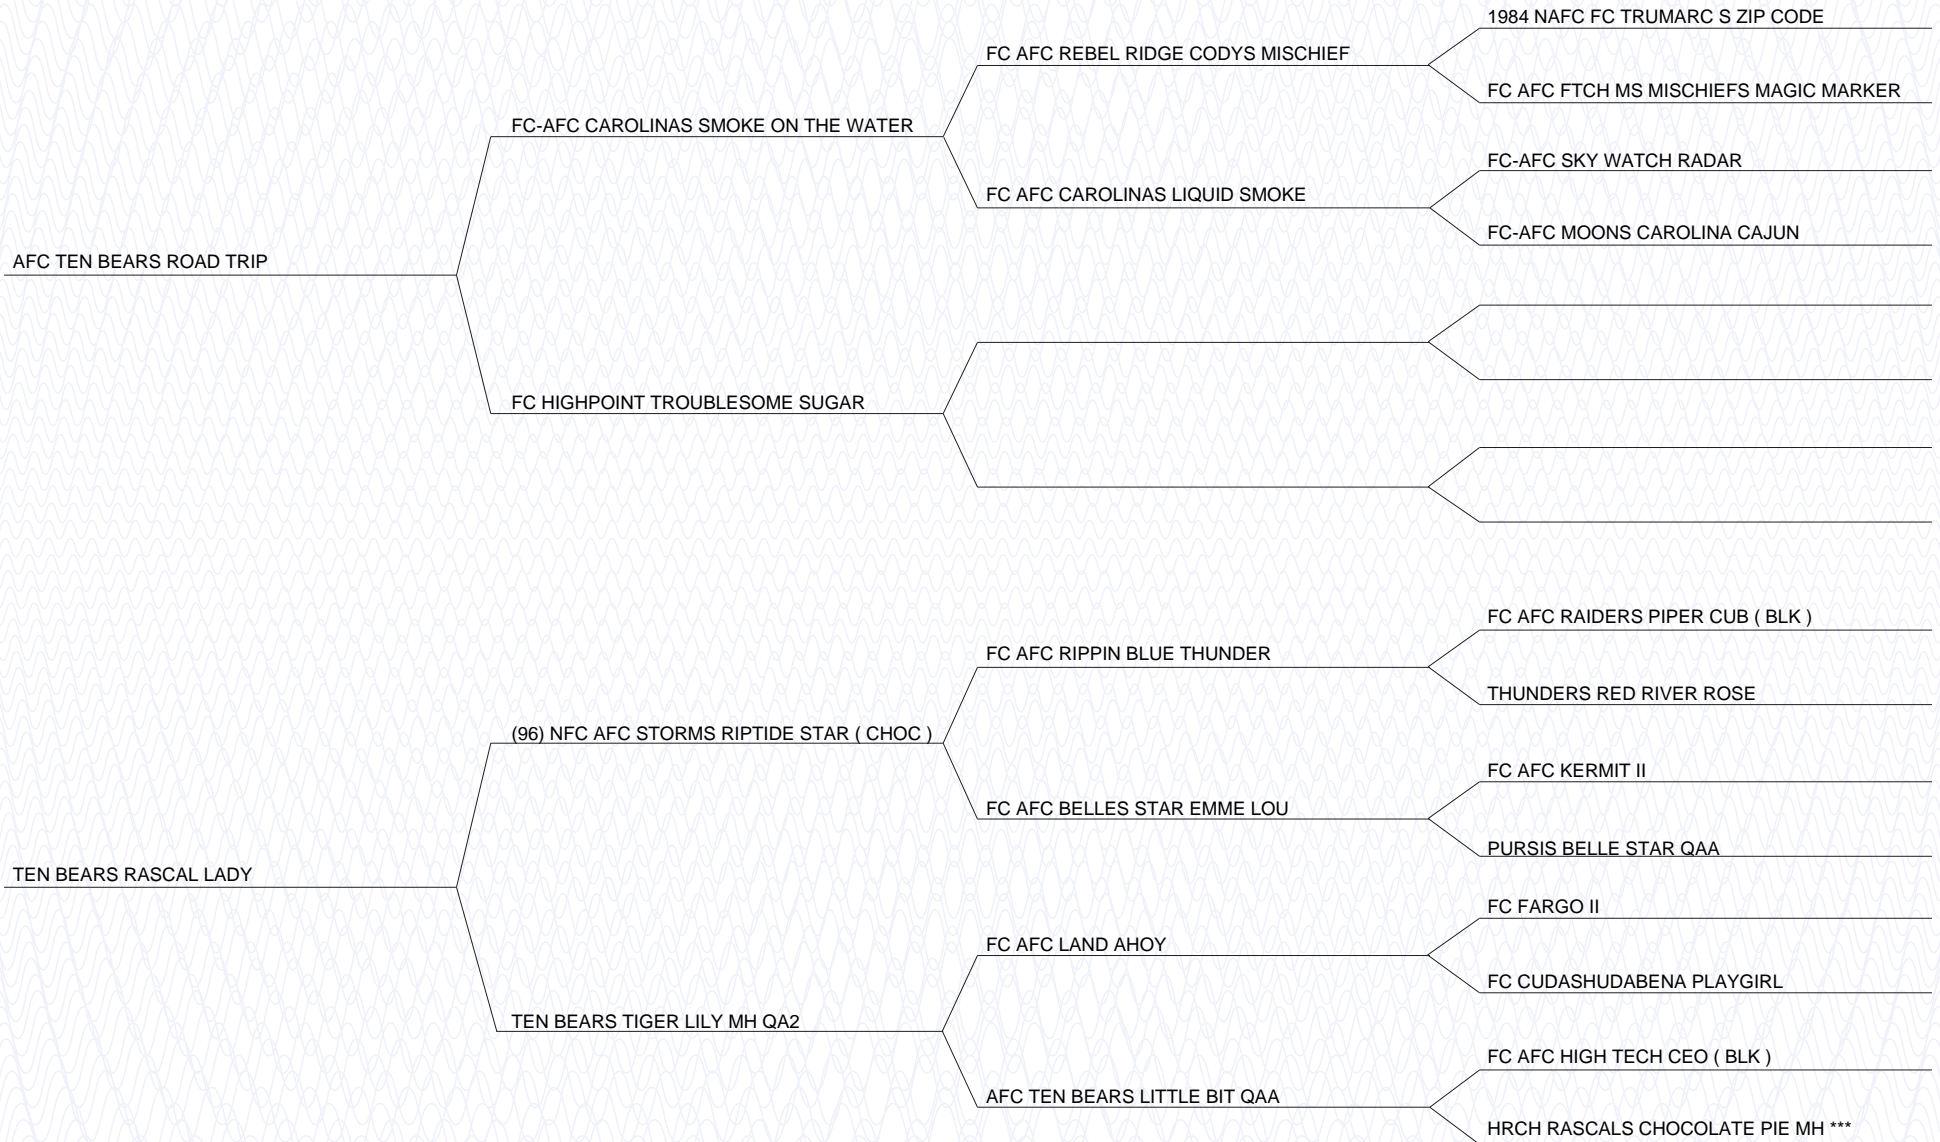 1984 NAFC FC TRUMARC S ZIP CODE
FC AFC REBEL RIDGE CODYS MISCHIEF
FC AFC FTCH MS MISCHIEFS MAGIC MARKER
FC-AFC CAROLINAS SMOKE ON THE WATER
FC-AFC SKY WATCH RADAR
FC AFC CAROLINAS LIQUID SMOKE
FC-AFC MOONS CAROLINA CAJUN
AFC TEN BEARS ROAD TRIP
FC HIGHPOINT TROUBLESOME SUGAR
FC AFC RAIDERS PIPER CUB ( BLK )
FC AFC RIPPIN BLUE THUNDER
THUNDERS RED RIVER ROSE
(96) NFC AFC STORMS RIPTIDE STAR ( CHOC )
FC AFC KERMIT II
FC AFC BELLES STAR EMME LOU
PURSIS BELLE STAR QAA
TEN BEARS RASCAL LADY
FC FARGO II
FC AFC LAND AHOY
FC CUDASHUDABENA PLAYGIRL
TEN BEARS TIGER LILY MH QA2
FC AFC HIGH TECH CEO ( BLK )
AFC TEN BEARS LITTLE BIT QAA
HRCH RASCALS CHOCOLATE PIE MH ***